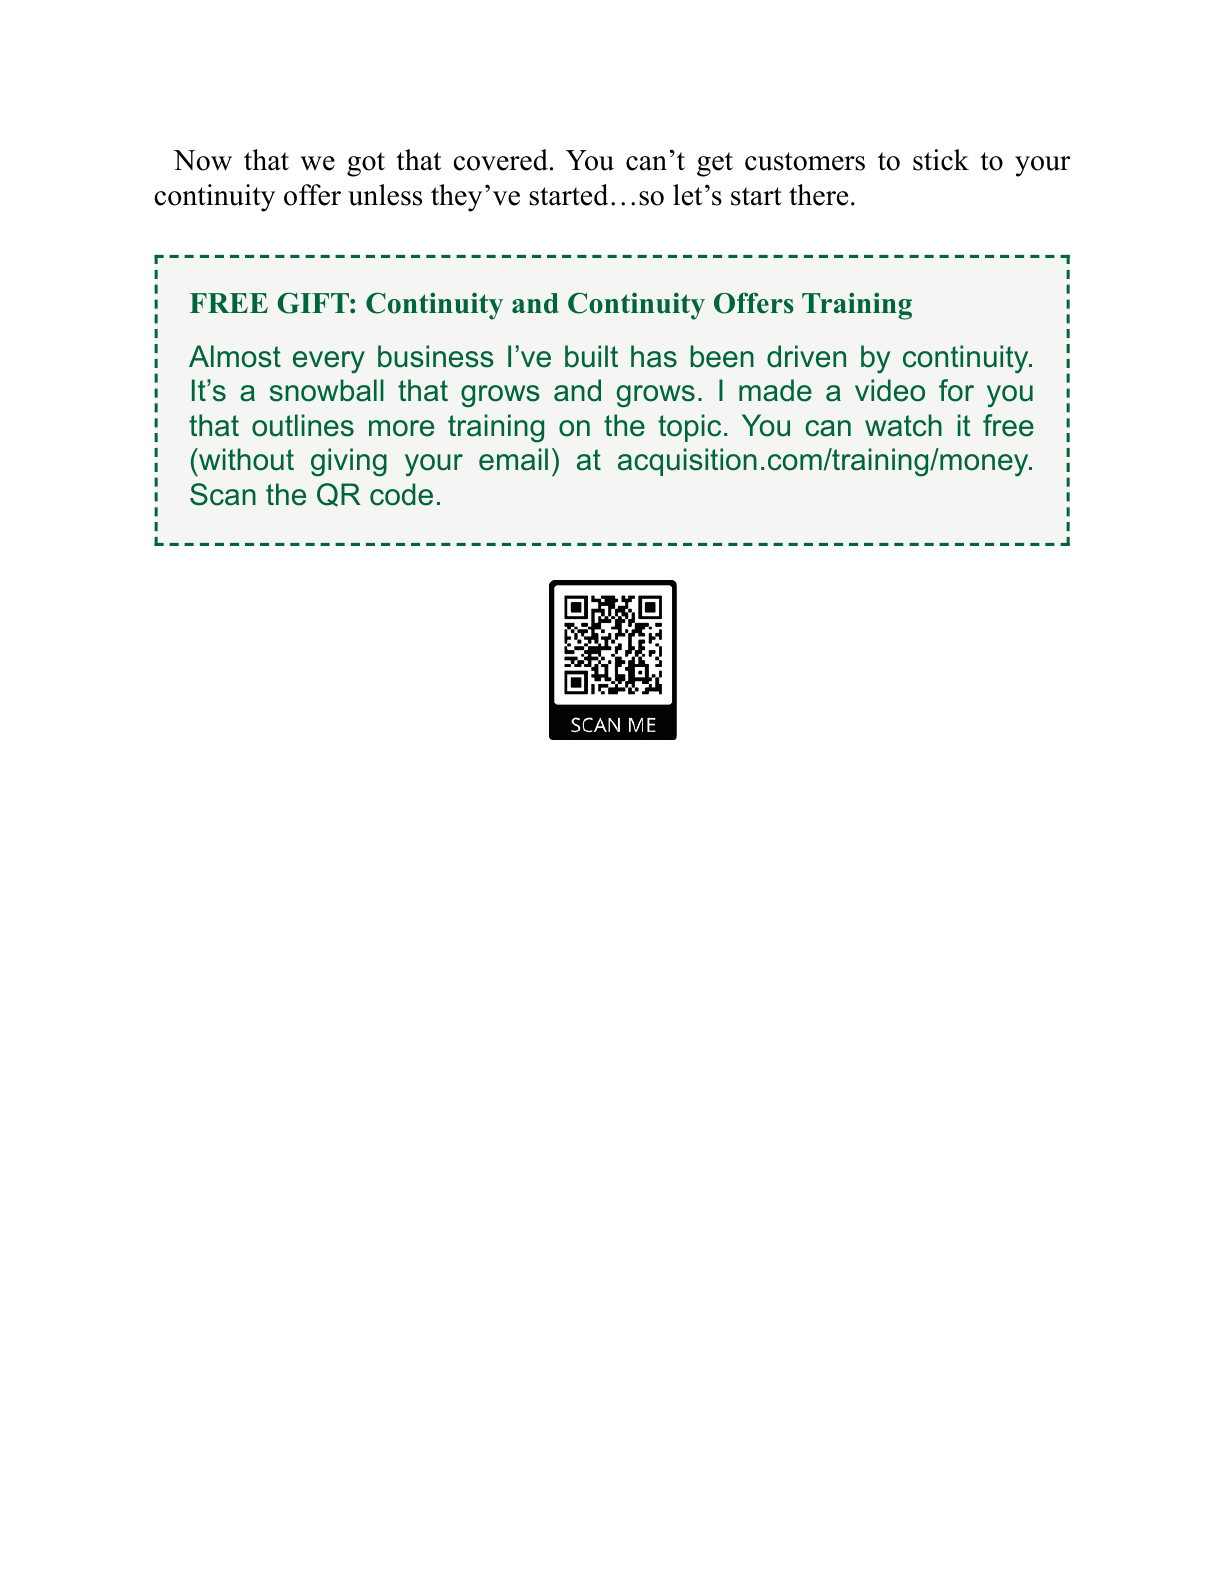 Now that we got that covered. You can’t get customers to stick to your
continuity offer unless they’ve started…so let’s start there.
FREE GIFT: Continuity and Continuity Offers Training
Almost every business I’ve built has been driven by continuity.
It’s a snowball that grows and grows. I made a video for you
that outlines more training on the topic. You can watch it free
(without giving your email) at acquisition.com/training/money.
Scan the QR code.
SCAN ME